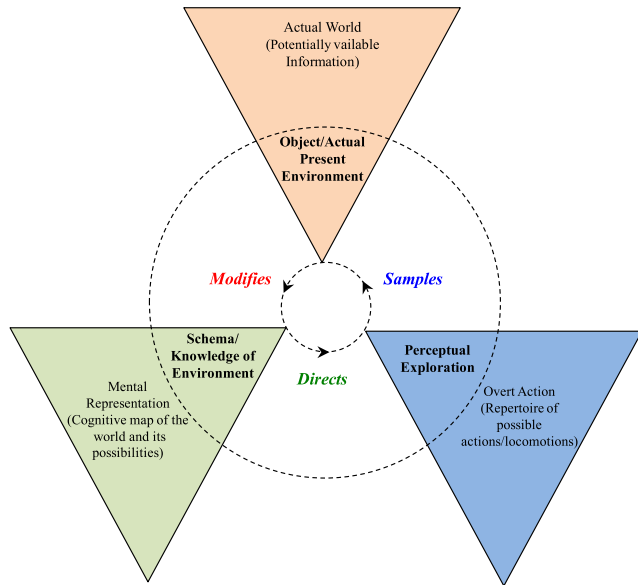 Actual World
(Potentially vailable
Information)
Object/Actual
Present
Environment
Modifies
Samples
Directs
Schema/
Knowledge of
Environment
Mental
Representation
(Cognitive map of the
world and its
possibilities)
Perceptual
Exploration
Overt Action
(Repertoire of
possible
actions/locomotions)